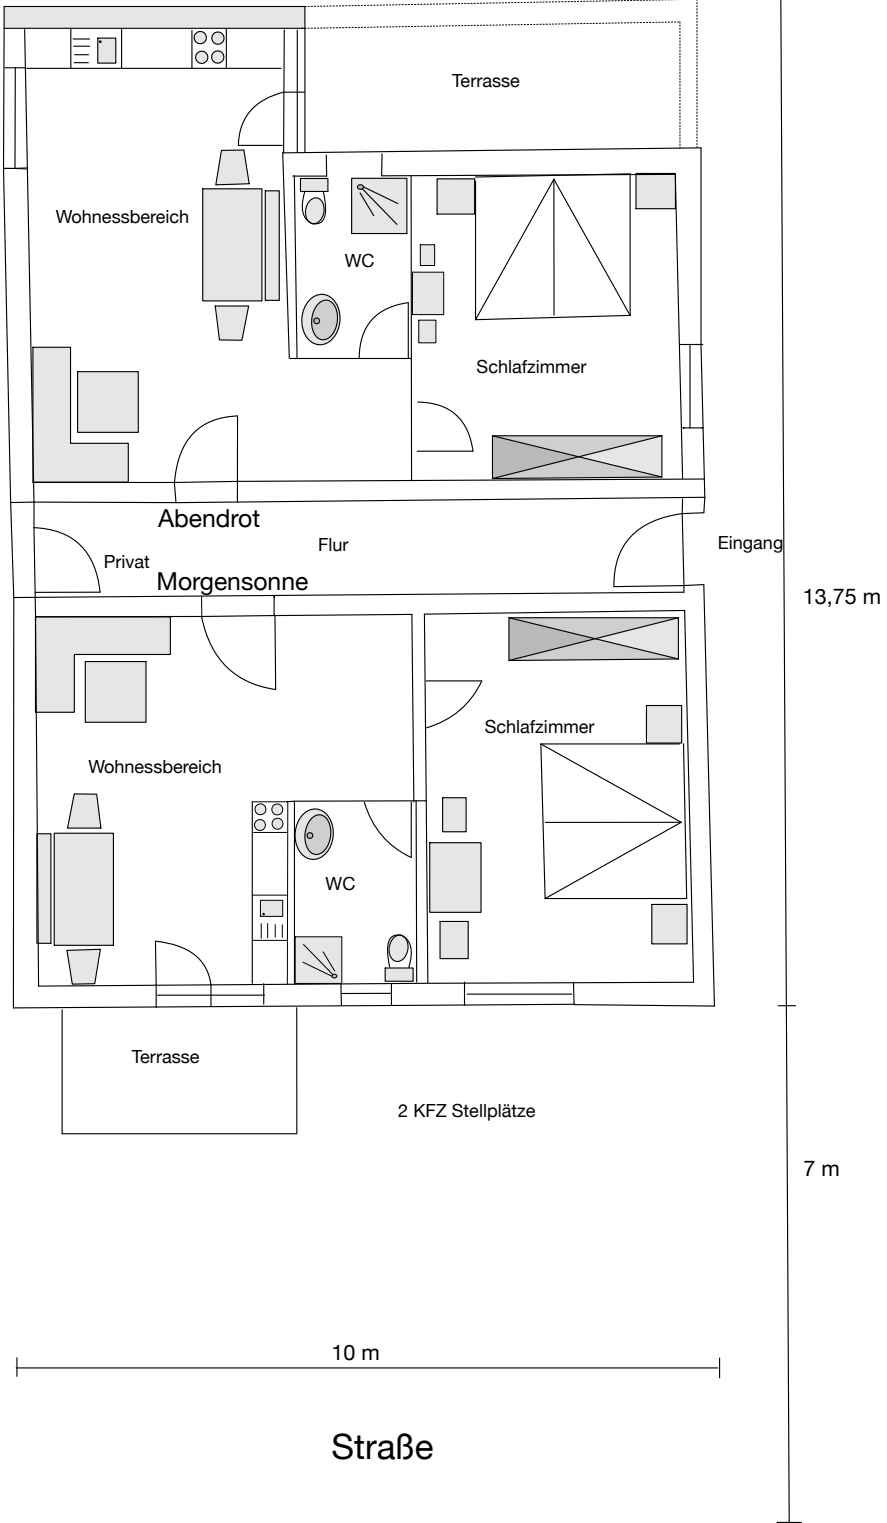 Terrasse
Wohnessbereich
WC
Schlafzimmer
Abendrot
Flur
Eingang
Privat
Morgensonne
13,75 m
Schlafzimmer
Wohnessbereich
WC
Terrasse
2 KFZ Stellplätze
7 m
10 m
Straße